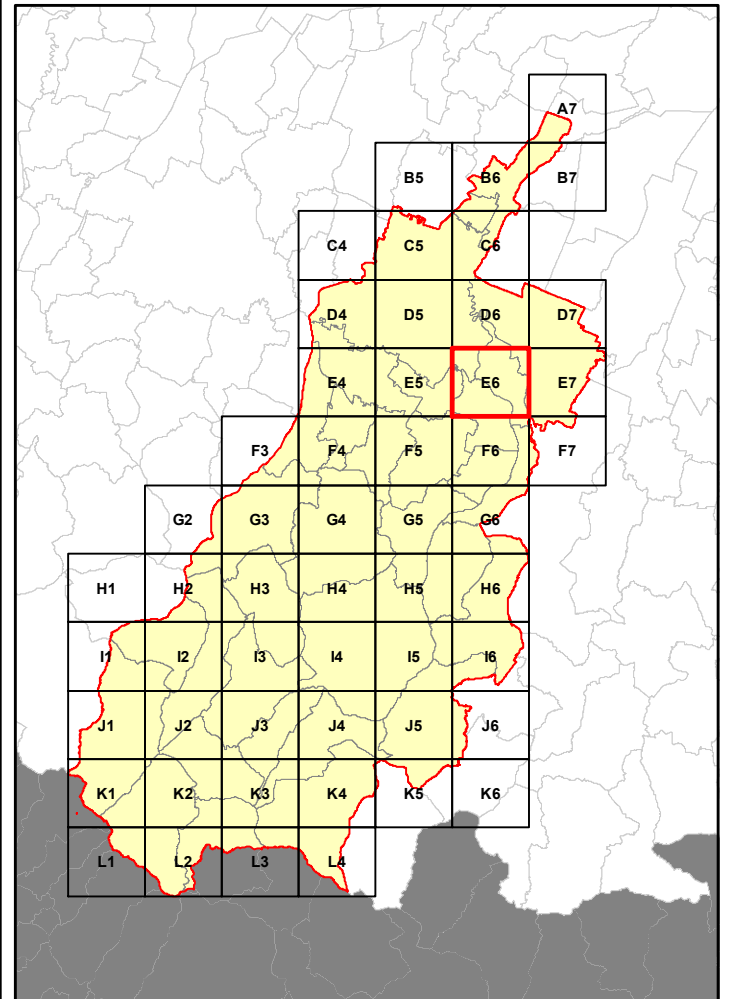 A7
B5 B6 B7
C4 C5 C6
D4 D5 D6 D7
E4 E5 E6 E7
F3 F4 F5 F6 F7
G2 G3 G4 G5 G6
H1 H2 H3 H4 H5 H6
I1 I2 I3 I4 I5 I6
J1 J2 J3 J4 J5 J6
K1 K2 K3 K4 K5 K6
L1 L2 L3 L4